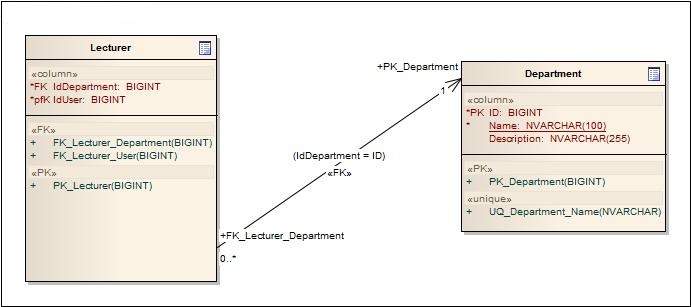 Lecturer
«column»
*FK IdDepartment: BIGINT
*pfK IdUser: BIGINT
«FK»
+ FK_Lecturer_Department(BIGINT)
+ FK_Lecturer_User(BIGINT)
«PK»
+ PK_Lecturer(BIGINT)
+PK_Department
1
(IdDepartment = ID)
«FK»
+FK_Lecturer_Department
0..*
Department
«column»
*PK ID: BIGINT
* Name: NVARCHAR(100)
Description: NVARCHAR(255)
«PK»
+ PK_Department(BIGINT)
«unique»
+ UQ_Department_Name(NVARCHAR)